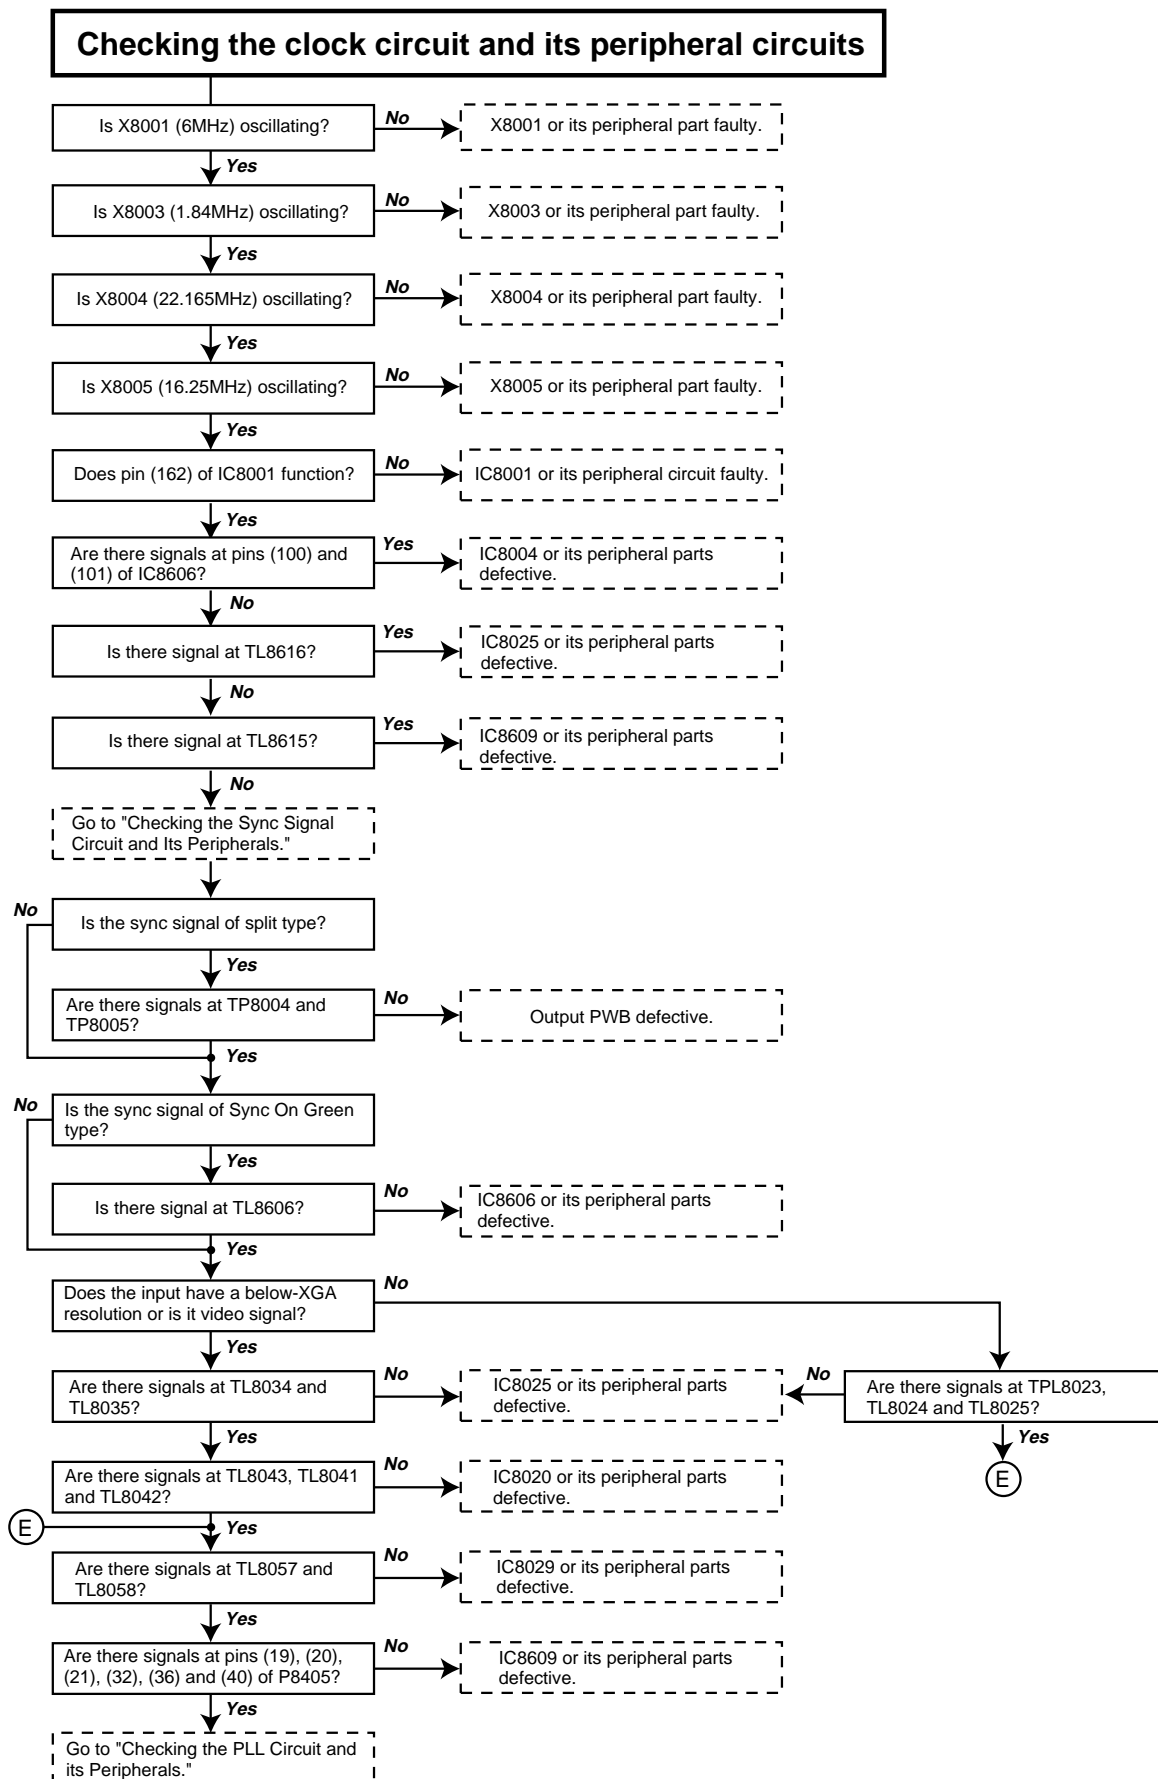 Checking the clock circuit and its peripheral circuits
Is X8001 (6MHz) oscillating?
No
X8001 or its peripheral part faulty.
Yes
Is X8003 (1.84MHz) oscillating?
No
X8003 or its peripheral part faulty.
Yes
Is X8004 (22.165MHz) oscillating?
No
X8004 or its peripheral part faulty.
Yes
Is X8005 (16.25MHz) oscillating?
No
X8005 or its peripheral part faulty.
Yes
Does pin (162) of IC8001 function?
No
IC8001 or its peripheral circuit faulty.
Yes
Are there signals at pins (100) and
(101) of IC8606?
Yes
IC8004 or its peripheral parts
defective.
No
Is there signal at TL8616?
Yes
IC8025 or its peripheral parts
defective.
No
Is there signal at TL8615?
Yes
IC8609 or its peripheral parts
defective.
No
Go to "Checking the Sync Signal
Circuit and Its Peripherals."
No
Is the sync signal of split type?
Yes
Are there signals at TP8004 and
TP8005?
No
Output PWB defective.
Yes
No
Is the sync signal of Sync On Green
type?
Yes
Is there signal at TL8606?
No
IC8606 or its peripheral parts
defective.
Yes
Does the input have a below-XGA
resolution or is it video signal?
No
Yes
Are there signals at TL8034 and
TL8035?
No
IC8025 or its peripheral parts
defective.
No
Are there signals at TPL8023,
TL8024 and TL8025?
Yes
Yes
E
Are there signals at TL8043, TL8041
and TL8042?
No
IC8020 or its peripheral parts
defective.
E
Yes
Are there signals at TL8057 and
TL8058?
No
IC8029 or its peripheral parts
defective.
Yes
Are there signals at pins (19), (20),
(21), (32), (36) and (40) of P8405?
No
IC8609 or its peripheral parts
defective.
Yes
Go to "Checking the PLL Circuit and
its Peripherals."